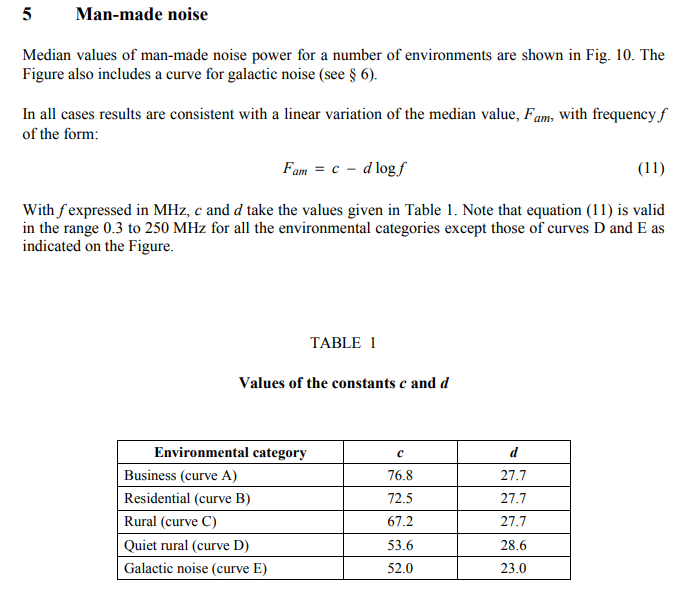 5 Man-made noise
Median values of man-made noise power for a number of environments are shown in Fig. 10. The
Figure also includes a curve for galactic noise (see § 6).
In all cases results are consistent with a linear variation of the median value, Fam, with frequency f
of the form:
Fam = c – d log f (11)
With f expressed in MHz, c and d take the values given in Table 1. Note that equation (11) is valid
in the range 0.3 to 250 MHz for all the environmental categories except those of curves D and E as
indicated on the Figure.
TABLE 1
Values of the constants c and d
Environmental category c d
Business (curve A) 76.8 27.7
Residential (curve B) 72.5 27.7
Rural (curve C) 67.2 27.7
Quiet rural (curve D) 53.6 28.6
Galactic noise (curve E) 52.0 23.0